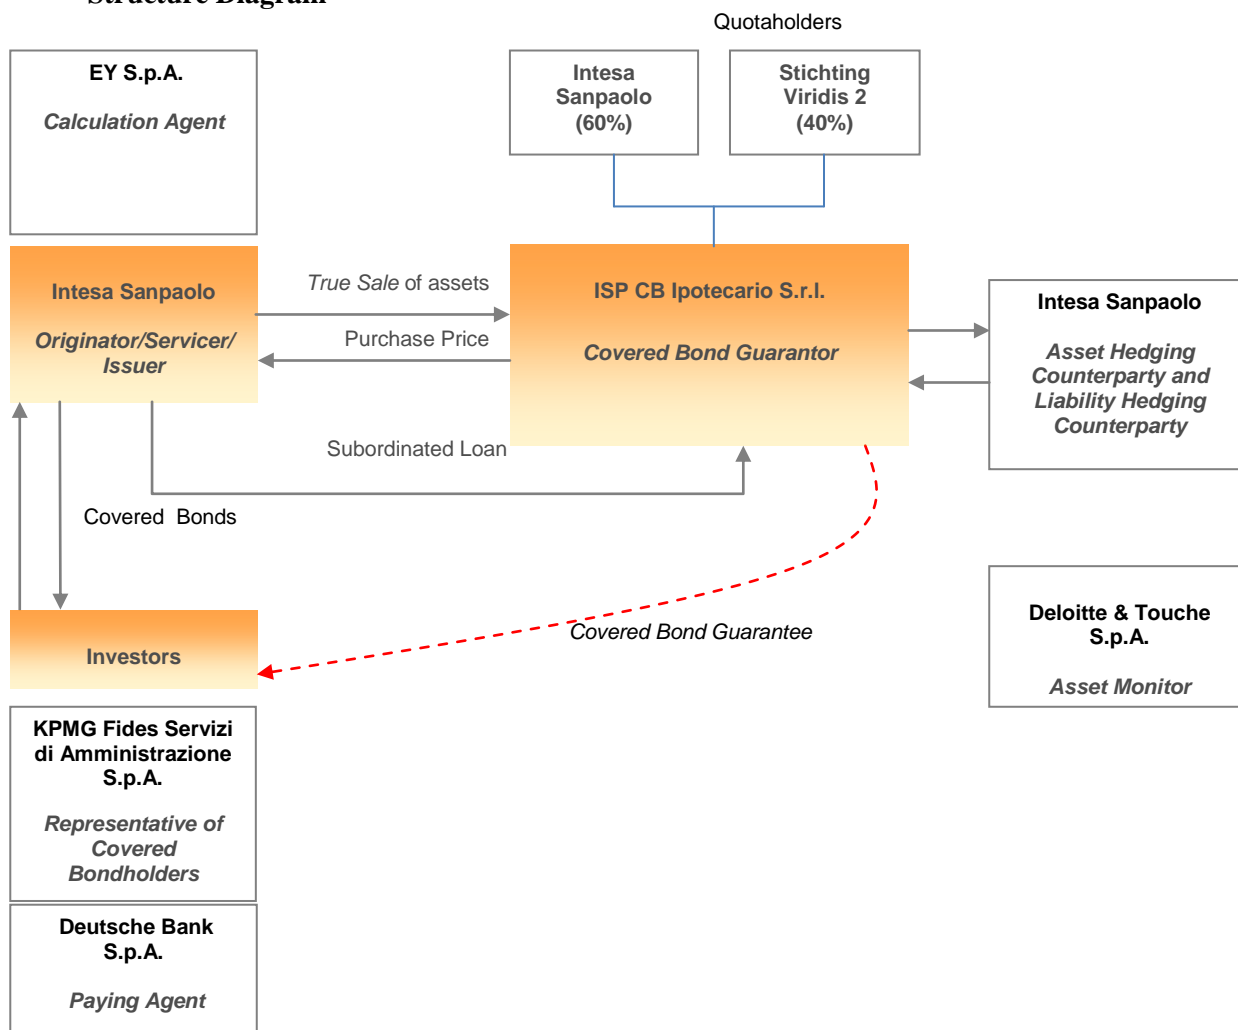 Structure Diagram
Quotaholders
EY S.p.A.
Calculation Agent
Intesa
Sanpaolo
(60%)
Stichting
Viridis 2
(40%)
Intesa Sanpaolo
Originator/Servicer/
Issuer
True Sale of assets
Purchase Price
ISP CB Ipotecario S.r.l.
Covered Bond Guarantor
Intesa Sanpaolo
Asset Hedging
Counterparty and
Liability Hedging
Counterparty
Subordinated Loan
Covered Bonds
Investors
Covered Bond Guarantee
Deloitte & Touche
S.p.A.
Asset Monitor
KPMG Fides Servizi
di Amministrazione
S.p.A.
Representative of
Covered
Bondholders
Deutsche Bank
S.p.A.
Paying Agent